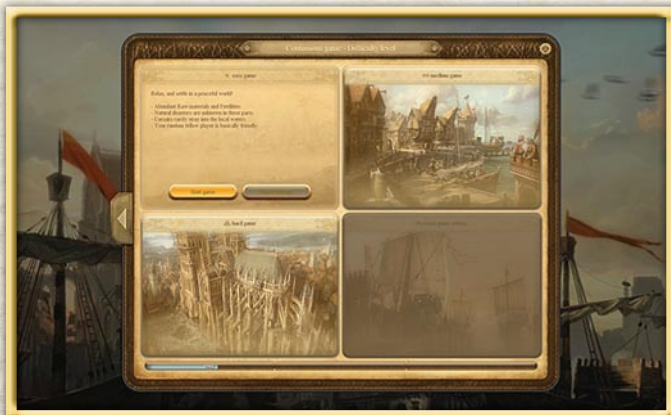 Continuous game - Difficulty level
easy game
medium game
Relax, and settle in a peaceful world!
- Abundant Raw materials and Fertilities
- Natural disasters are unknown in these parts.
- Corsairs rarely stray into the local waters.
- Your random fellow player is basically friendly.
Start game
hard game